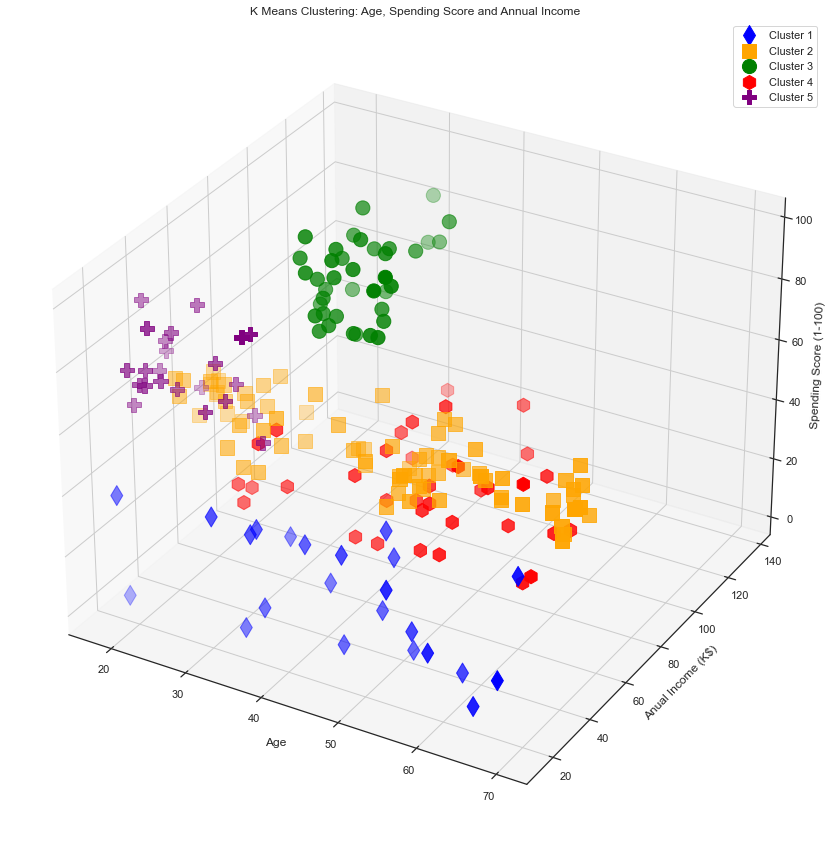 K Means Clustering: Age, Spending Score and Annual Income
Cluster 1
Cluster 2
Cluster 3
Cluster 4
Cluster 5
100
80
60
40
20
0
Spending Score (1-100)
140
120
100
80
60
40
20
Anual Income (K$)
20
30
40
50
60
70
Age